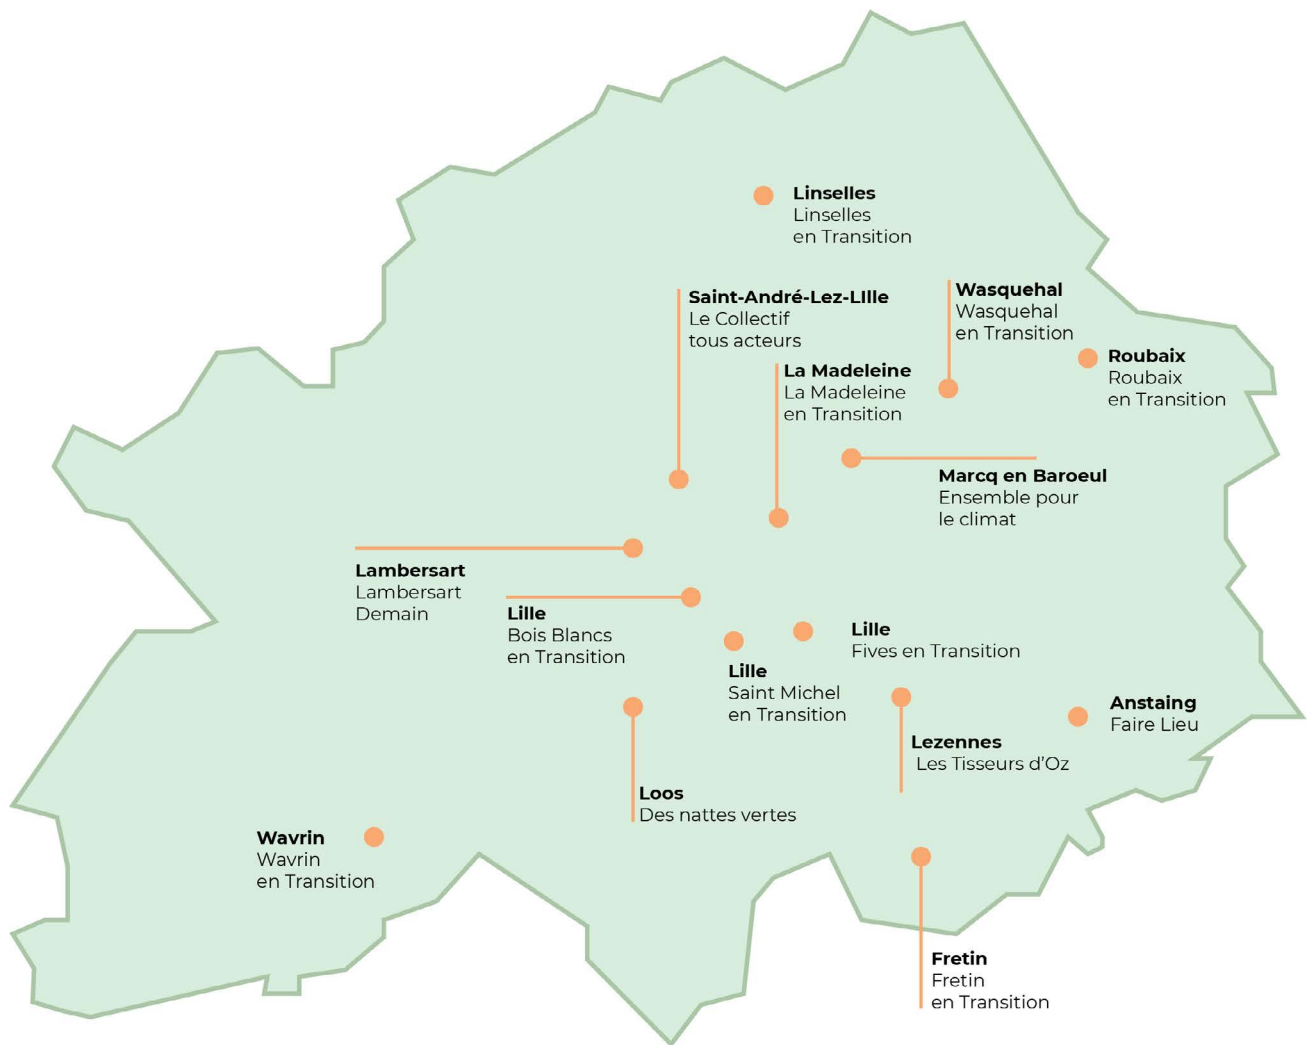 Linselles
Linselles
en Transition
Saint-André-Lez-LIlle
Le Collectif
tous acteurs
Wasquehal
Wasquehal
en Transition
Roubaix
Roubaix
en Transition
La Madeleine
La Madeleine
en Transition
Marcq en Baroeul
Ensemble pour
le climat
Lambersart
Lambersart
Demain
Lille
Bois Blancs
en Transition
Lille
Fives en Transition
Lille
Saint Michel
en Transition
Anstaing
Faire Lieu
Lezennes
Les Tisseurs d'Oz
Loos
Des nattes vertes
Wavrin
Wavrin
en Transition
Fretin
Fretin
en Transition